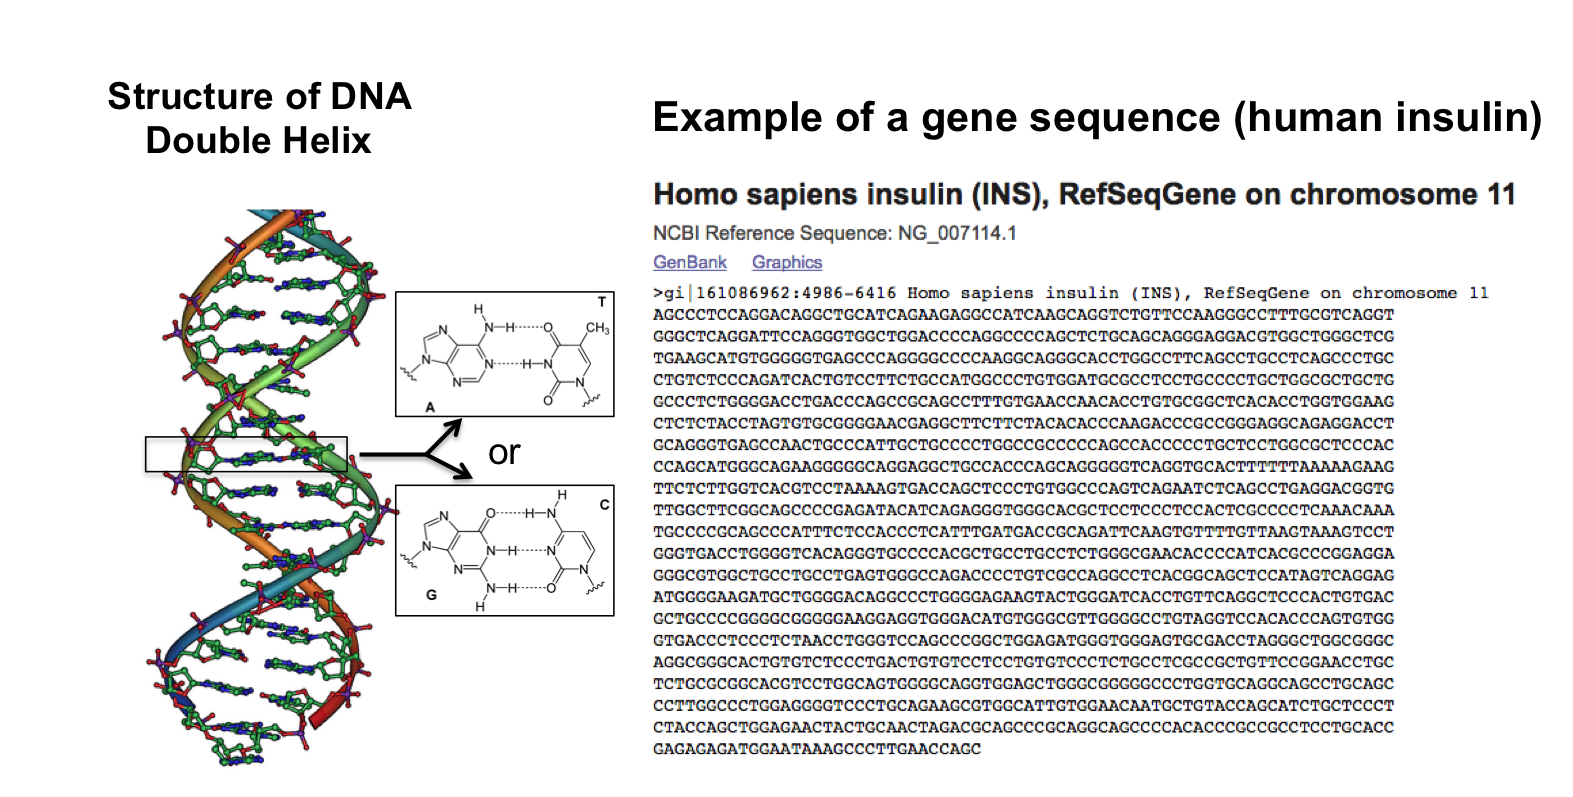 Structure of DNA
Double Helix
Example of a gene sequence (human insulin)
Homo sapiens insulin (INS), RefSeqGene on chromosome 11
NCBI Reference Sequence: NG_007114.1
GenBank Graphics
>gi|161086962:4986-6416 Homo sapiens insulin (INS), RefSeqGene on chromosome 11
AGCCCTCCAGGACAGGCTGCATCAGAAGAGGCCATCAAGCAGGTCTGTTCCAAGGGCCTTTGCGTCAGGT
GGGCTCAGGATTCCAGGGTGGCTGGACCCCAGGCCCCAGCTCTGCAGCAGGGAGGACGTGGCTGGGCTCG
TGAAGCATGTGGGGGTGAGCCCAGGGGCCCCAAGGCAGGGCACCTGGCCTTCAGCCTGCCTCAGCCCTGC
CTGTCTCCCAGATCACTGTCCTTCTGCCATGGCCCTGTGGATGCGCCTCCTGCCCCTGCTGGCGCTGCTG
GCCCTCTGGGGACCTGACCCAGCCGCAGCCTTTGTGAACCAACACCTGTGCGGCTCACACCTGGTGGAAG
CTCTCTACCTAGTGTGCGGGGAACGAGGCTTCTTCTACACACCCAAGACCCGCCGGGAGGCAGAGGACCT
GCAGGGTGAGCCAACTGCCCATTGCTGCCCCTGGCCGCCCCCAGCCACCCCCTGCTCCTGGCGCTCCCAC
CCAGCATGGGCAGAAGGGGGCAGGAGGCTGCCACCCAGCAGGGGGTCAGGTGCACTTTTTTAAAAAGAAG
TTCTCTTGGTCACGTCCTAAAAGTGACCAGCTCCCTGTGGCCCAGTCAGAATCTCAGCCTGAGGACGGTG
TTGGCTTCGGCAGCCCCGAGATACATCAGAGGGTGGGCACGCTCCTCCCTCCACTCGCCCCTCAAACAAA
TGCCCCGCAGCCCATTTCTCCACCCTCATTTGATGACCGCAGATTCAAGTGTTTTGTTAAGTAAAGTCCT
GGGTGACCTGGGGTCACAGGGTGCCCCACGCTGCCTGCCTCTGGGCGAACACCCCATCACGCCCGGAGGA
GGGCGTGGCTGCCTGCCTGAGTGGGCCAGACCCCTGTCGCCAGGCCTCACGGCAGCTCCATAGTCAGGAG
ATGGGGAAGATGCTGGGGACAGGCCCTGGGGAGAAGTACTGGGATCACCTGTTCAGGCTCCCACTGTGAC
GCTGCCCCGGGGCGGGGGAAGGAGGTGGGACATGTGGGCGTTGGGGCCTGTAGGTCCACACCCAGTGTGG
GTGACCCTCCCTCTAACCTGGGTCCAGCCCGGCTGGAGATGGGTGGGAGTGCGACCTAGGGCTGGCGGGC
AGGCGGGCACTGTGTCTCCCTGACTGTGTCCTCCTGTGTCCCTCTGCCTCGCCGCTGTTCCGGAACCTGC
TCTGCGCGGCACGTCCTGGCAGTGGGGCAGGTGGAGCTGGGCGGGGGCCCTGGTGCAGGCAGCCTGCAGC
CCTTGGCCCTGGAGGGGTCCCTGCAGAAGCGTGGCATTGTGGAACAATGCTGTACCAGCATCTGCTCCCT
CTACCAGCTGGAGAACTACTGCAACTAGACGCAGCCCGCAGGCAGCCCCACACCCGCCGCCTCCTGCACC
GAGAGAGATGGAATAAAGCCCTTGAACCAGC
T
H
N H O CH3
N
N N H N
N N
O
A
or
H
C
O H N
N
N N H N
N N
N H O
G
H